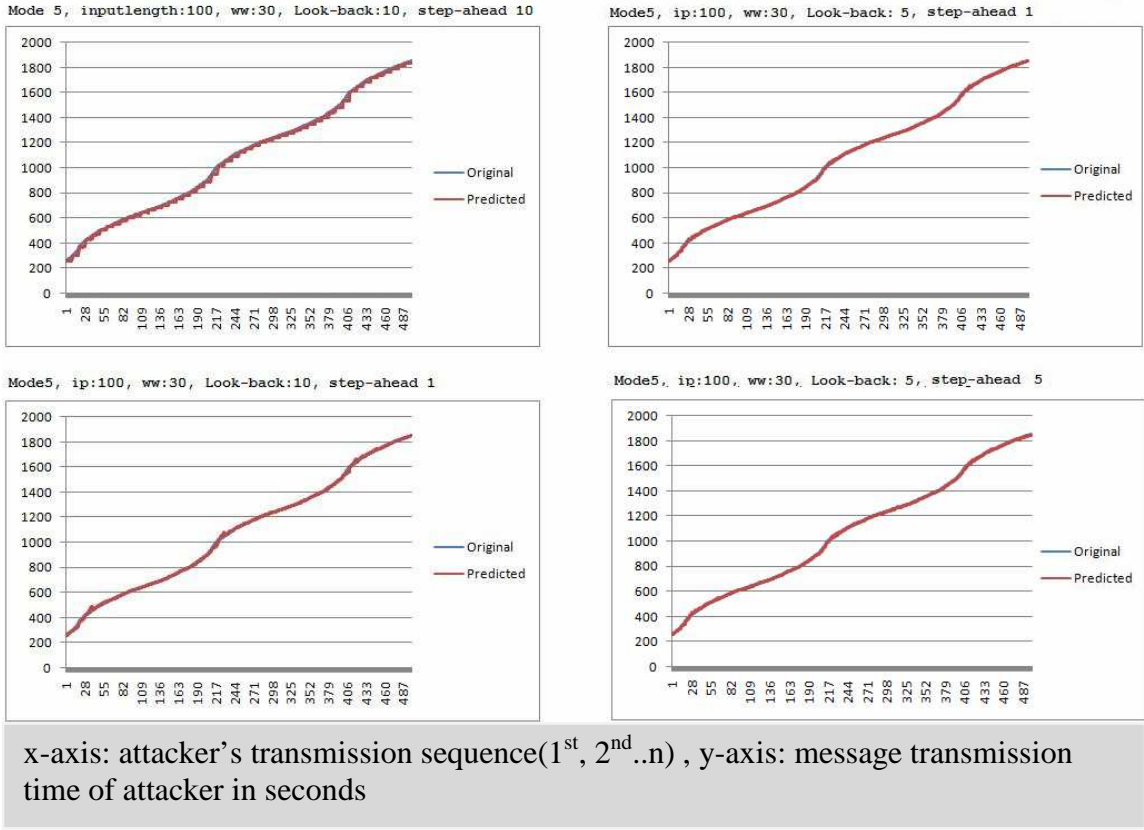 Mode 5, inputlength:100, ww:30, Look-back:10, step-ahead 10
2000
1800
1600
1400
1200
1000
800
600
400
200
0
1 28 55 82 109 136 163 190 217 244 271 298 325 352 379 406 433 460 487
Original
Predicted
Mode5, ip:100, ww:30, Look-back: 5, step-ahead 1
2000
1800
1600
1400
1200
1000
800
600
400
200
0
1 28 55 82 109 136 163 190 217 244 271 298 325 352 379 406 433 460 487
Original
Predicted
Mode5, ip:100, ww:30, Look-back:10, step-ahead 1
2000
1800
1600
1400
1200
1000
800
600
400
200
0
1 28 55 82 109 136 163 190 217 244 271 298 325 352 379 406 433 460 487
Original
Predicted
Mode5, ip:100, ww:30, Look-back: 5, step-ahead 5
2000
1800
1600
1400
1200
1000
800
600
400
200
0
1 28 55 82 109 136 163 190 217 244 271 298 325 352 379 406 433 460 487
Original
Predicted
x-axis: attacker’s transmission sequence(1st, 2nd..n) , y-axis: message transmission
time of attacker in seconds